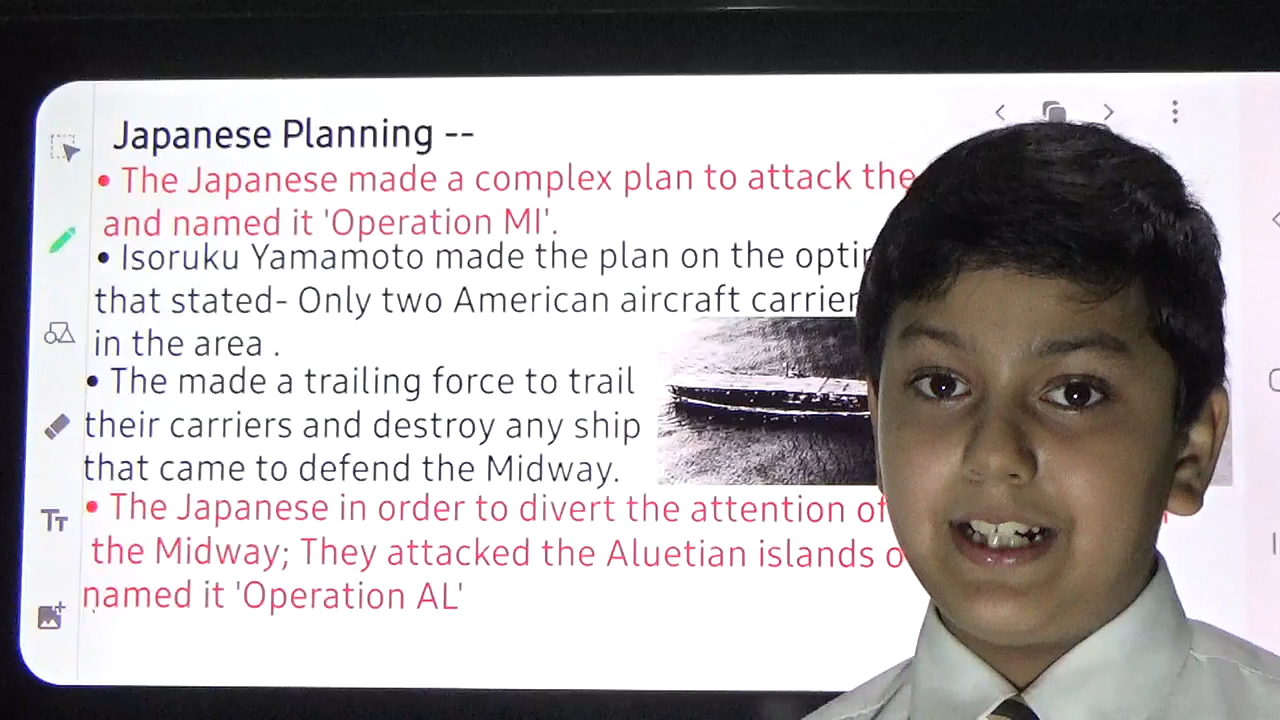 Japanese Planning --
• The Japanese made a complex plan to attack the
and named it 'Operation MI'.
• Isoruku Yamamoto made the plan on the
that stated- Only two American aircraft
in the area .
• The made a trailing force to trail
their carriers and destroy any ship
that came to defend the Midway.
• The Japanese in order to divert the attention of
the Midway; They attacked the Aluetian islands
named it 'Operation AL'
Tт